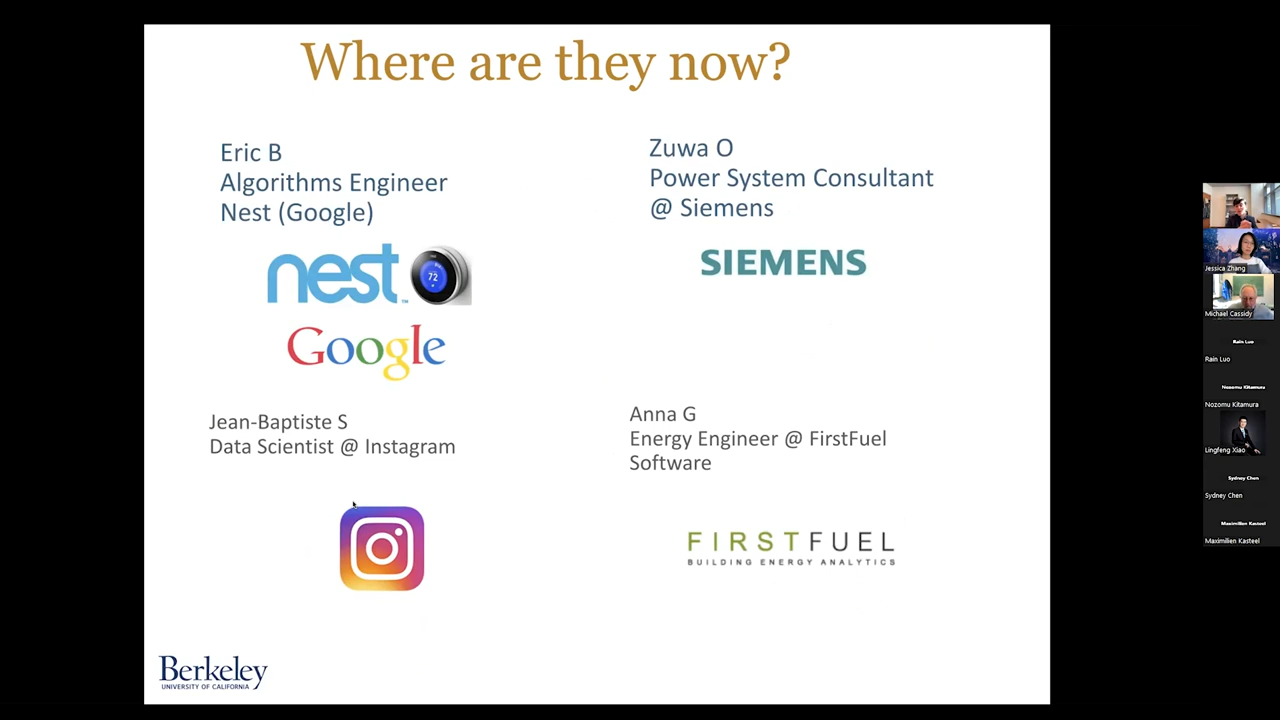 Where are they now?
Eric B
Algorithms Engineer
Nest (Google)
nest™
72
Google
Zuwa O
Power System Consultant
@ Siemens
SIEMENS
Jean-Baptiste S
Data Scientist @ Instagram
Anna G
Energy Engineer @ FirstFuel
Software
FIRSTFUEL
BUILDING ENERGY ANALYTICS
Berkeley
UNIVERSITY OF CALIFORNIA
Jessica Zhang
Michael Cassidy
Rain Luo
Rain Luo
Nozomu Kitamura
Nozomu Kitamura
Lingfeng Xiao
Sydney Chen
Sydney Chen
Maximilien Kasteel
Maximilien Kasteel